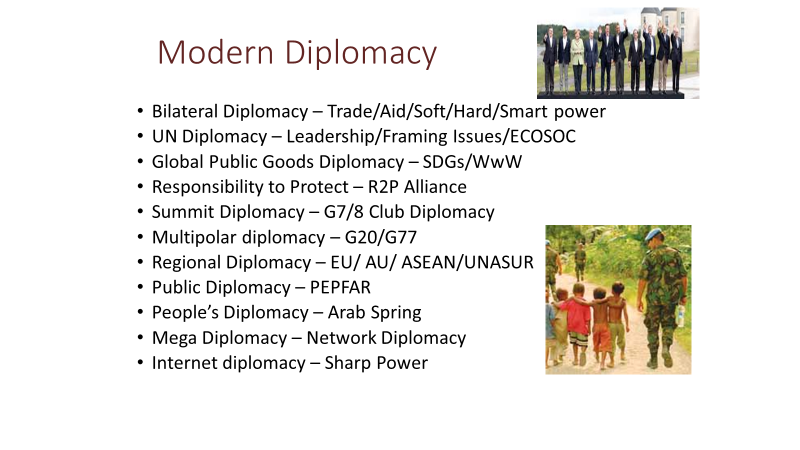 Modern Diplomacy
• Bilateral Diplomacy – Trade/Aid/Soft/Hard/Smart power
• UN Diplomacy – Leadership/Framing Issues/ECOSOC
• Global Public Goods Diplomacy – SDGs/WwW
• Responsibility to Protect – R2P Alliance
• Summit Diplomacy – G7/8 Club Diplomacy
• Multipolar diplomacy – G20/G77
• Regional Diplomacy – EU/ AU/ ASEAN/UNASUR
• Public Diplomacy – PEPFAR
• People’s Diplomacy – Arab Spring
• Mega Diplomacy – Network Diplomacy
• Internet diplomacy – Sharp Power